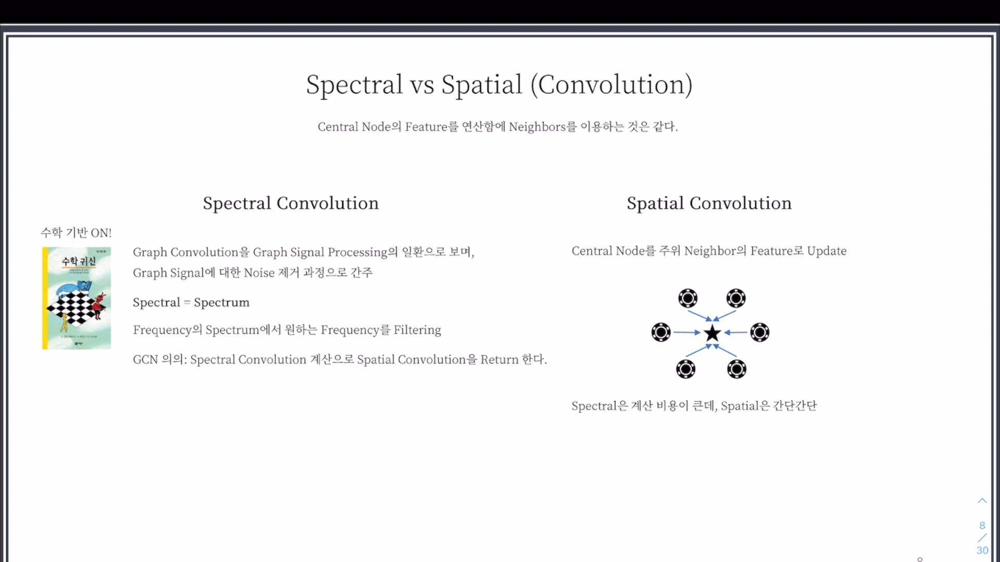 Spectral vs Spatial (Convolution)
Central Node의 Feature를 연산함에 Neighbors를 이용하는 것은 같다.
Spectral Convolution
수학 기반 ON!
수학 귀신
Graph Convolution을 Graph Signal Processing의 일환으로 보며,
Graph Signal에 대한 Noise 제거 과정으로 간주
Spectral = Spectrum
Frequency의 Spectrum에서 원하는 Frequency를 Filtering
GCN 의의: Spectral Convolution 계산으로 Spatial Convolution을 Return 한다.
Spatial Convolution
Central Node를 주위 Neighbor의 Feature로 Update
Spectral은 계산 비용이 큰데, Spatial은 간단간단
8
/
30